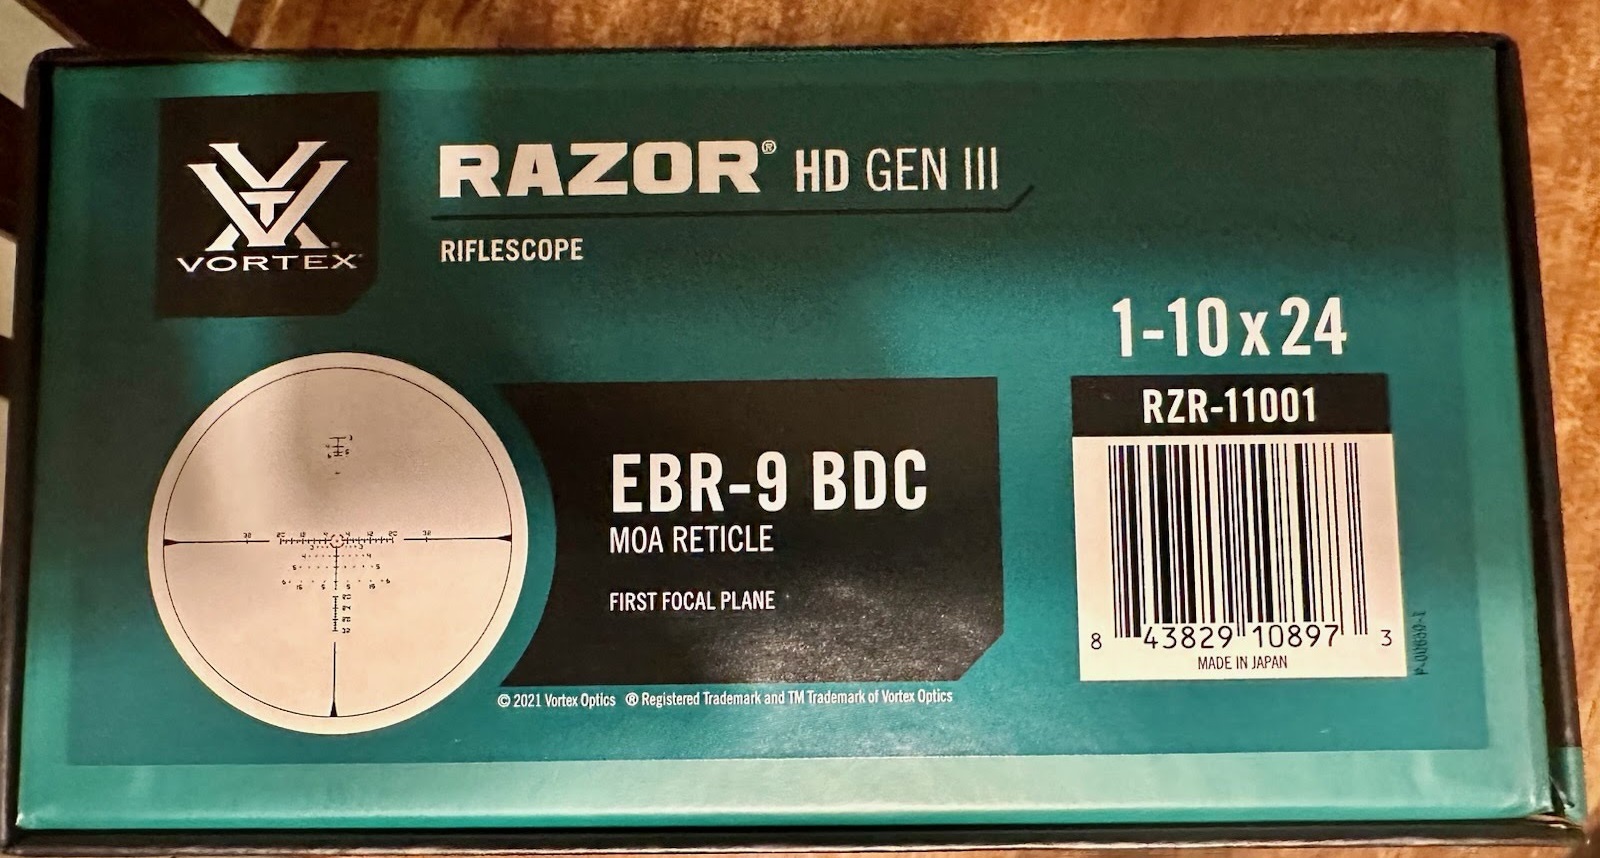 VORTEX
RAZOR® HD GEN III
RIFLESCOPE
1-10x24
RZR-11001
EBR-9 BDC
MOA RETICLE
FIRST FOCAL PLANE
8 43829 10897 3
MADE IN JAPAN
© 2021 Vortex Optics ® Registered Trademark and TM Trademark of Vortex Optics